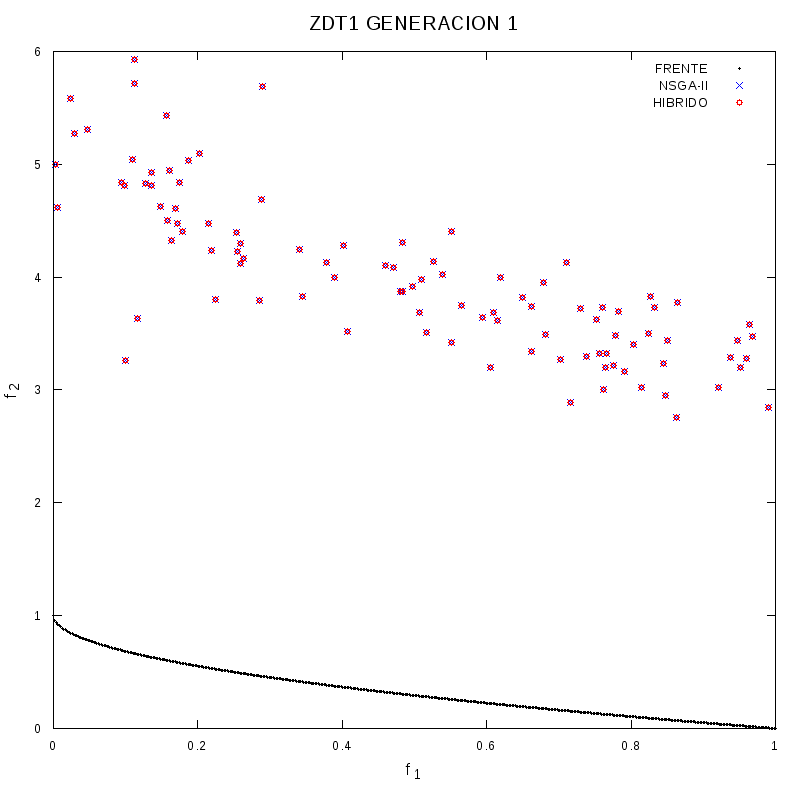 ZDT1 GENERACION 1
6
FRENTE
NSGA-II
HIBRIDO
5
4
3
f2
2
1
0
0 0.2 0.4 0.6 0.8 1
f1